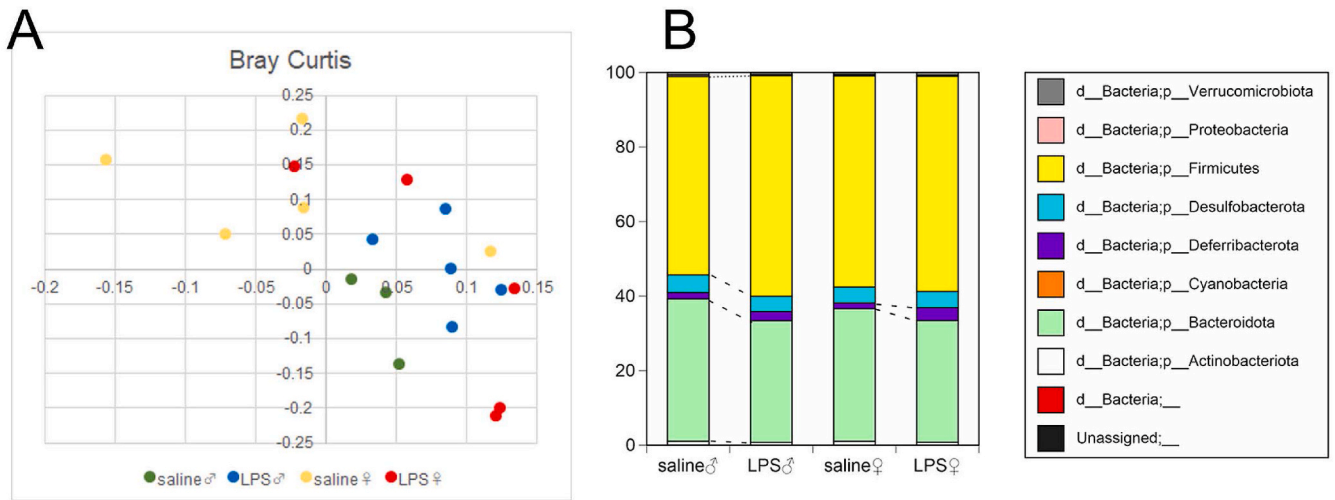 A
Bray Curtis
0.25
0.2
0.15
0.1
0.05
0
-0.2 -0.15 -0.1 -0.05 0 0.05 0.1 0.15
-0.05
-0.1
-0.15
-0.2
-0.25
saline♂ LPS♂ saline♀ LPS♀
B
100
80
60
40
20
0
saline♂ LPS♂ saline♀ LPS♀
d__Bacteria;p__Verrucomicrobiota
d__Bacteria;p__Proteobacteria
d__Bacteria;p__Firmicutes
d__Bacteria;p__Desulfobacterota
d__Bacteria;p__Deferribacterota
d__Bacteria;p__Cyanobacteria
d__Bacteria;p__Bacteroidota
d__Bacteria;p__Actinobacteriota
d__Bacteria;__
Unassigned;__